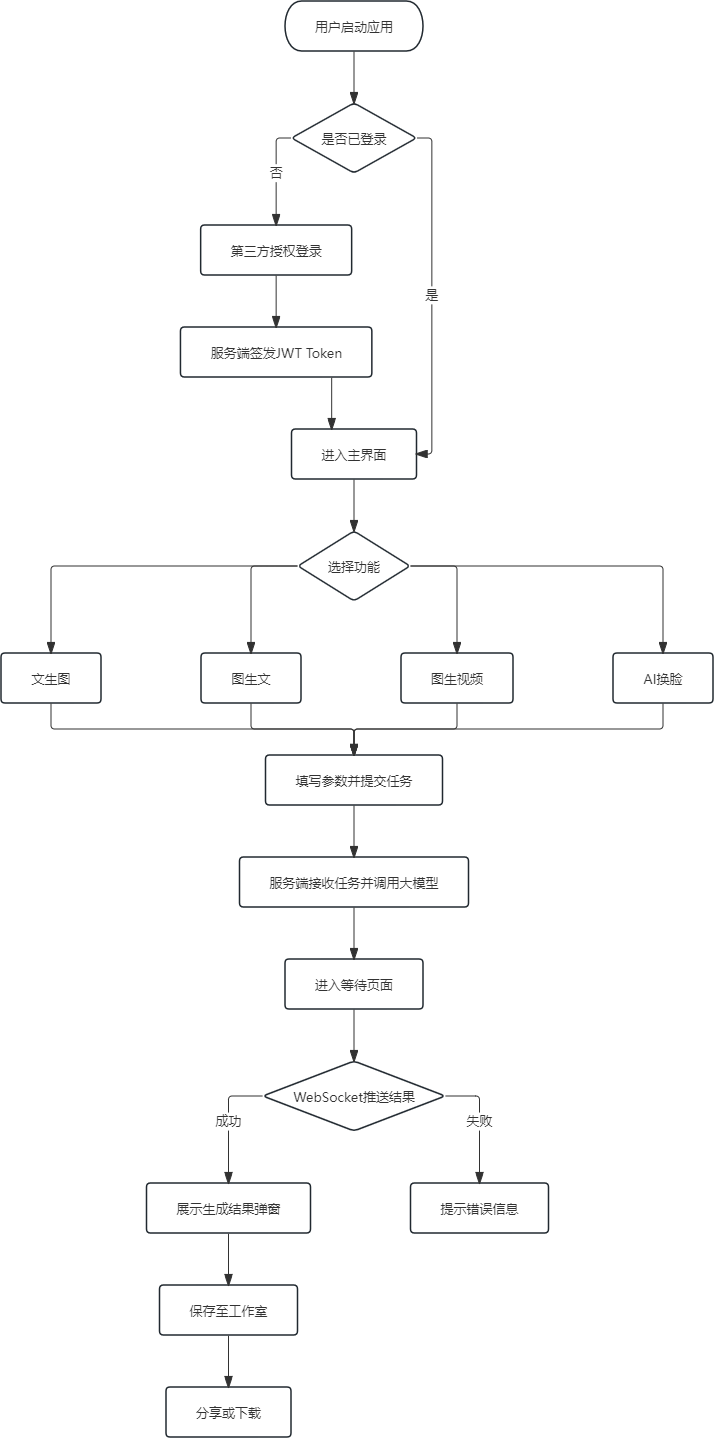 用户启动应用
是否已登录
否
第三方授权登录
是
服务端签发JWT Token
进入主界面
选择功能
文生图
图生文
图生视频
AI换脸
填写参数并提交任务
服务端接收任务并调用大模型
进入等待页面
WebSocket推送结果
成功
失败
展示生成结果弹窗
提示错误信息
保存至工作室
分享或下载